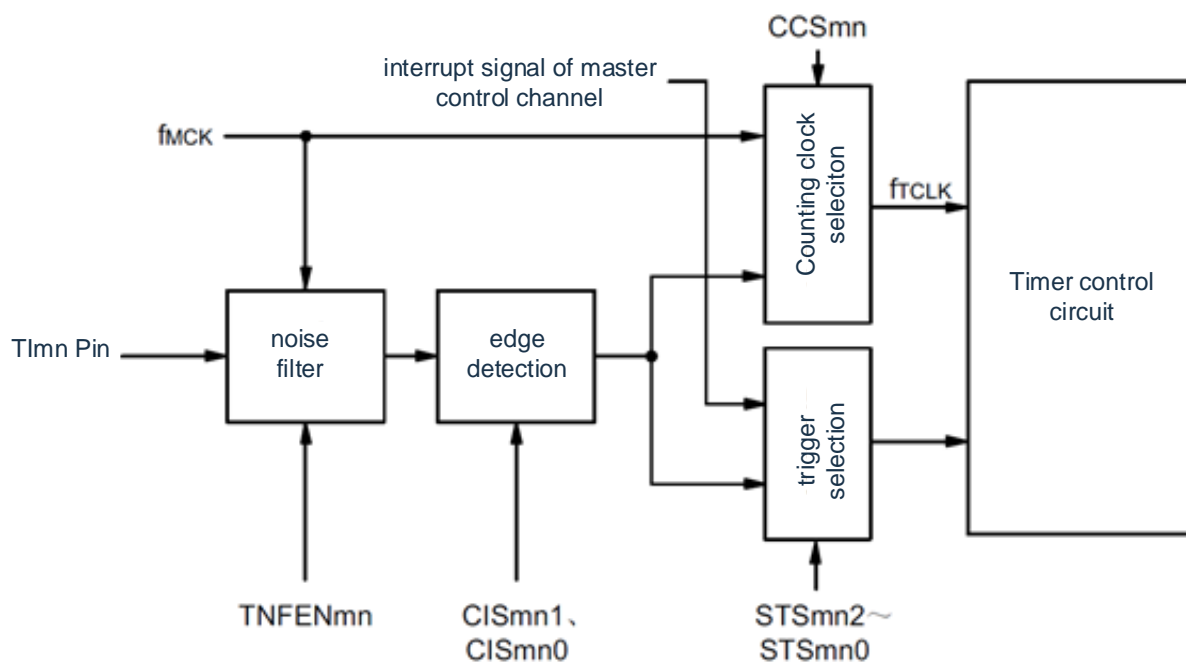 CCSmn
interrupt signal of master
control channel
fMCK
Counting clock
seleciton
fTCLK
Timer control
circuit
TImn Pin
noise
filter
edge
detection
trigger
selection
TNFENmn
CISmn1、
CISmn0
STSmn2～
STSmn0